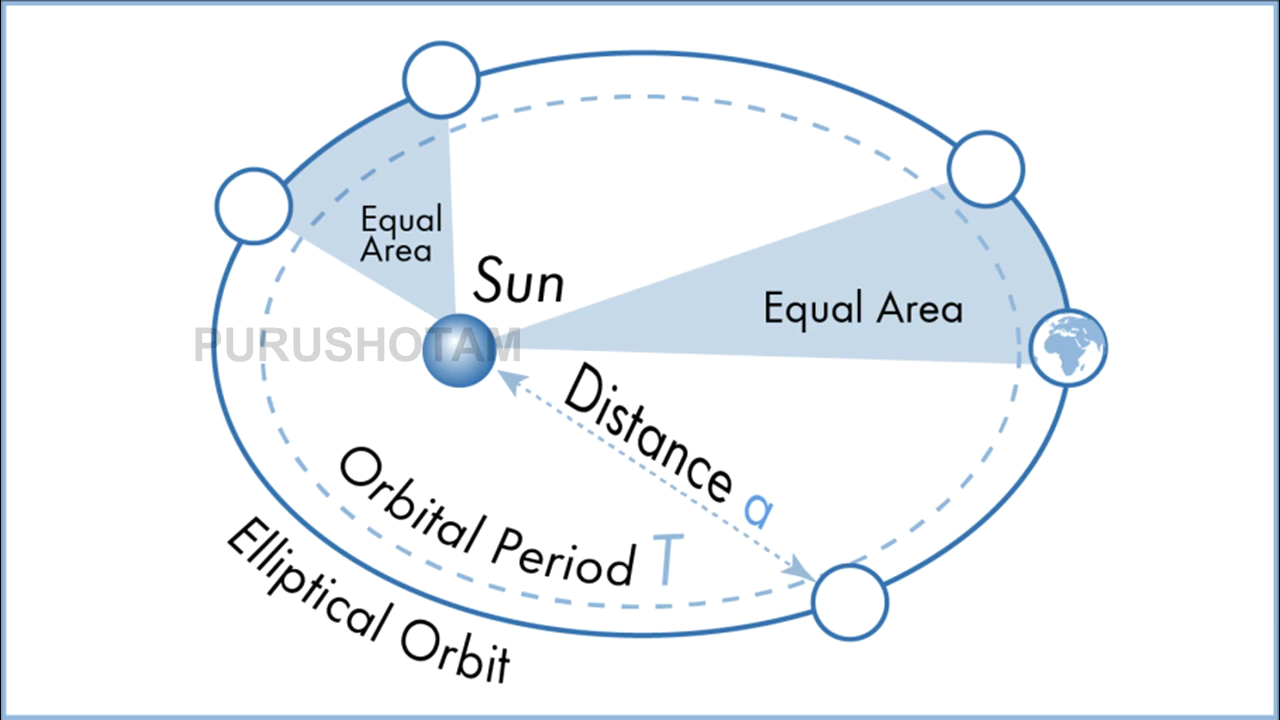 Equal
Area
Sun
Equal Area
PURUSHOTAM
Distance a
Orbital Period T
Elliptical Orbit